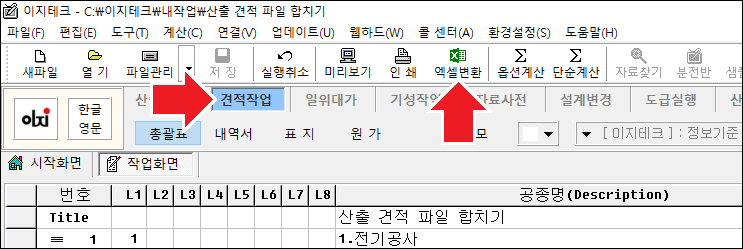 이지테크 - C:₩이지테크₩내작업₩산출 견적 파일 합치기
파일(F) 편집(E) 도구(T) 계산(C) 연결(V) 업데이트(U) 웹하드(W) 콜 센터(A) 환경설정(S) 도움말(H)
새파일 열 기 파일관리 저 장 실행취소 미리보기 인 쇄 엑셀변환 옵션계산 단순계산 자료찾기 분전반
이지 한글 영문
견적작업 일위대가 기성작업 자료사전 설계변경 도급실행
총괄표 내역서 표 지 원 가 모 [ 이지테크 ] : 정보기준
시작화면 작업화면
번호 L1 L2 L3 L4 L5 L6 L7 L8 공종명(Description)
Title 산출 견적 파일 합치기
= 1 1 1.전기공사